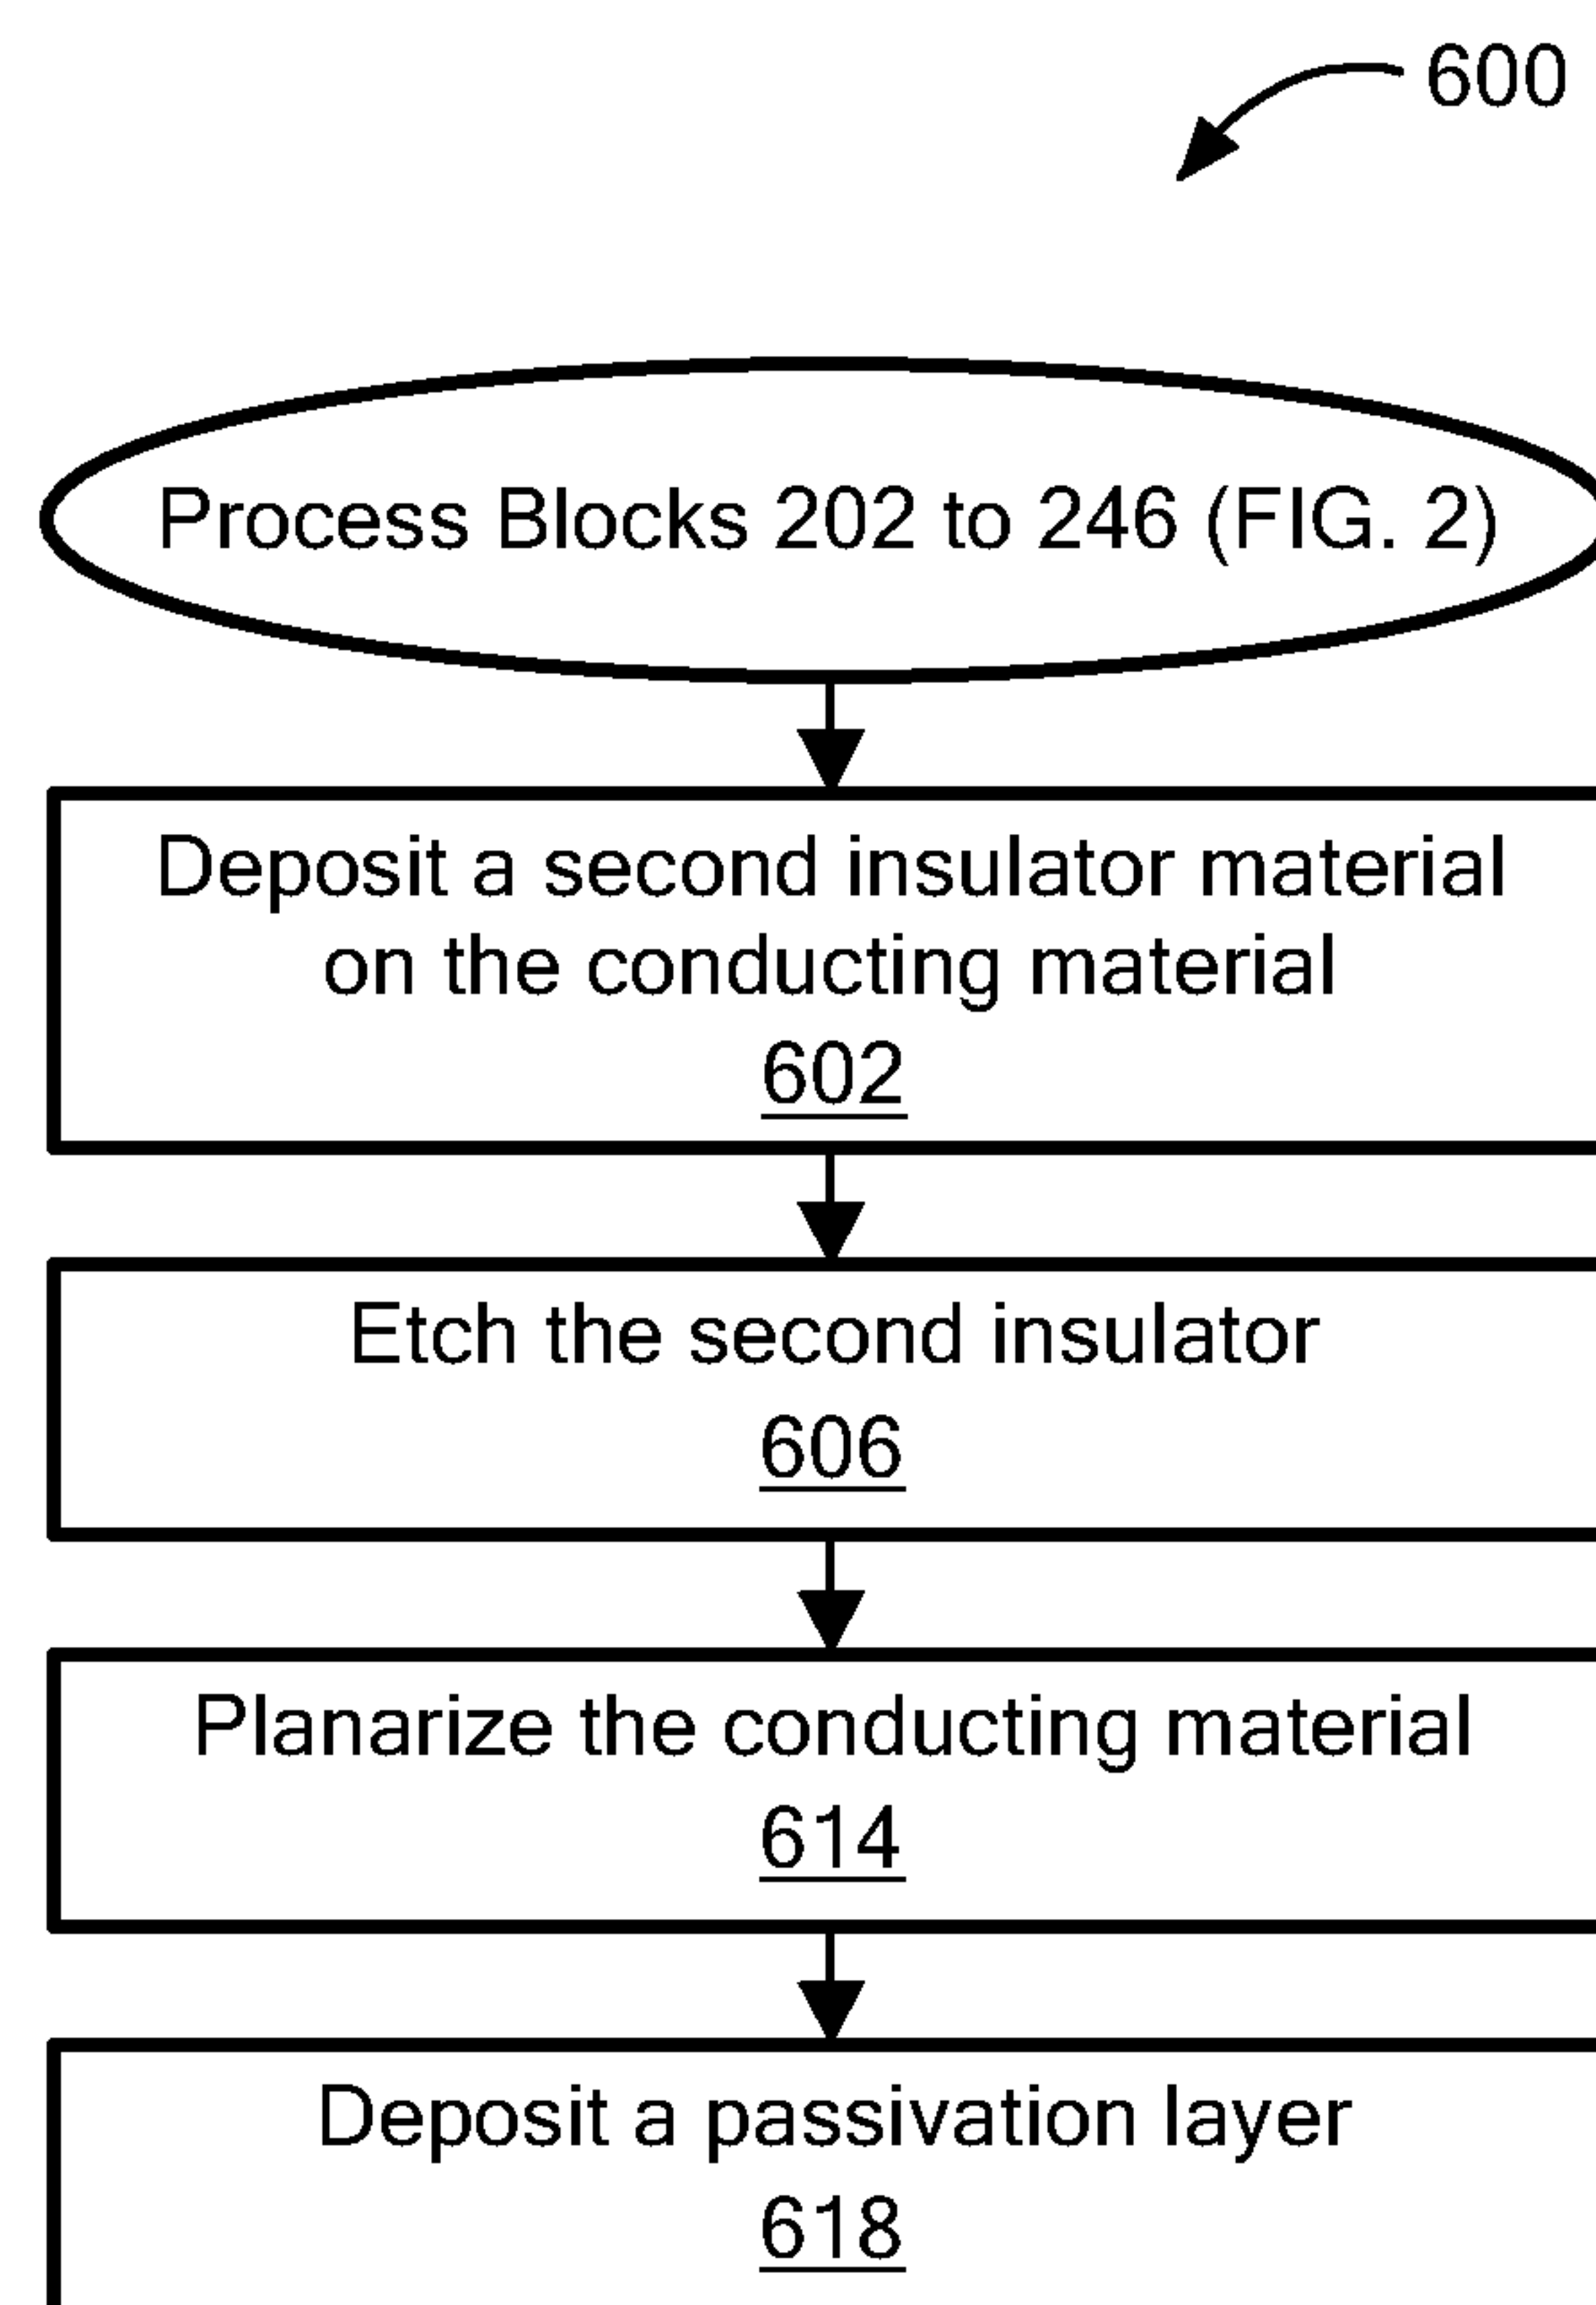 600
Process Blocks 202 to 246 (FIG. 2)
Deposit a second insulator material
on the conducting material
602
Etch the second insulator
606
Planarize the conducting material
614
Deposit a passivation layer
618